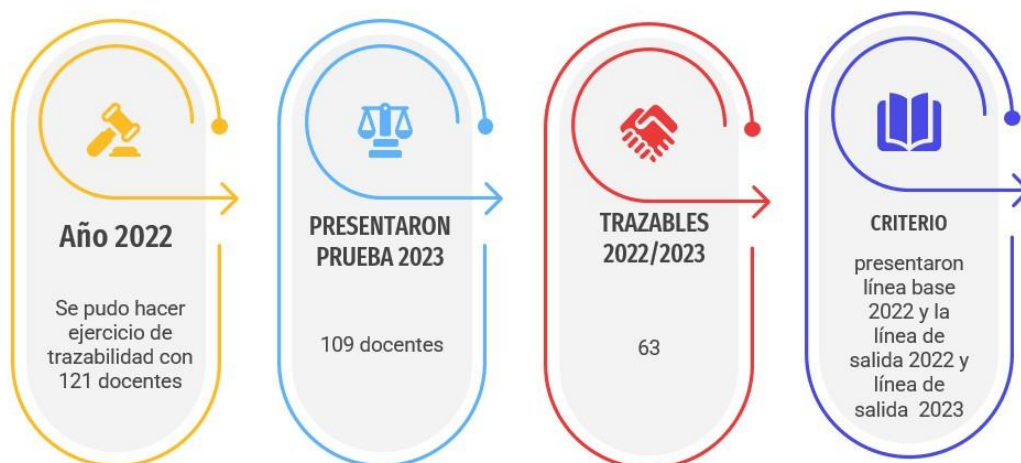 Año 2022
Se pudo hacer
ejercicio de
trazabilidad con
121 docentes
PRESENTARON
PRUEBA 2023
109 docentes
TRAZABLES
2022/2023
63
CRITERIO
presentaron
línea base
2022 y la
línea de
salida 2022 y
línea de
salida 2023